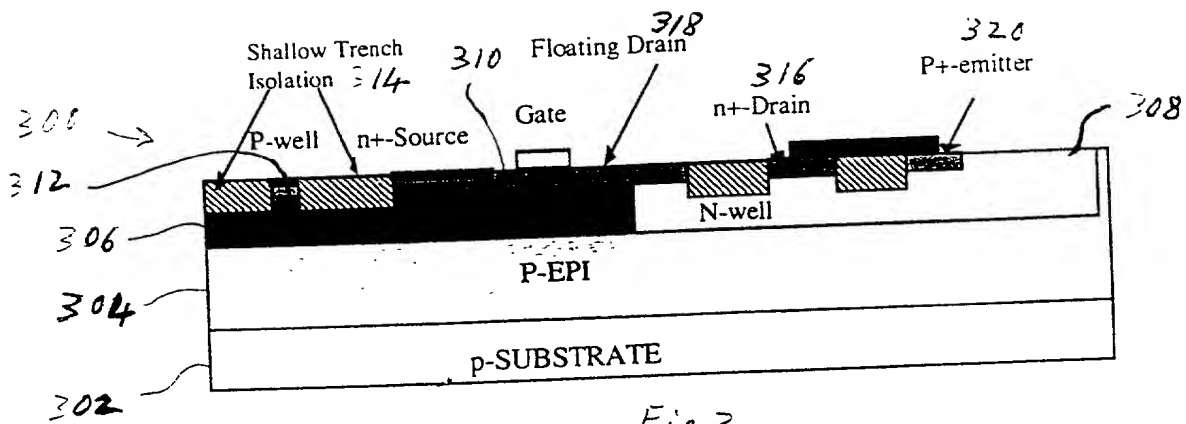 Shallow Trench
Isolation 314
310
Floating Drain 318
320
P+-emitter
316
n+-Drain
Gate
300
P-well
n+-Source
308
312
N-well
306
P-EPI
304
p-SUBSTRATE
302
Fig